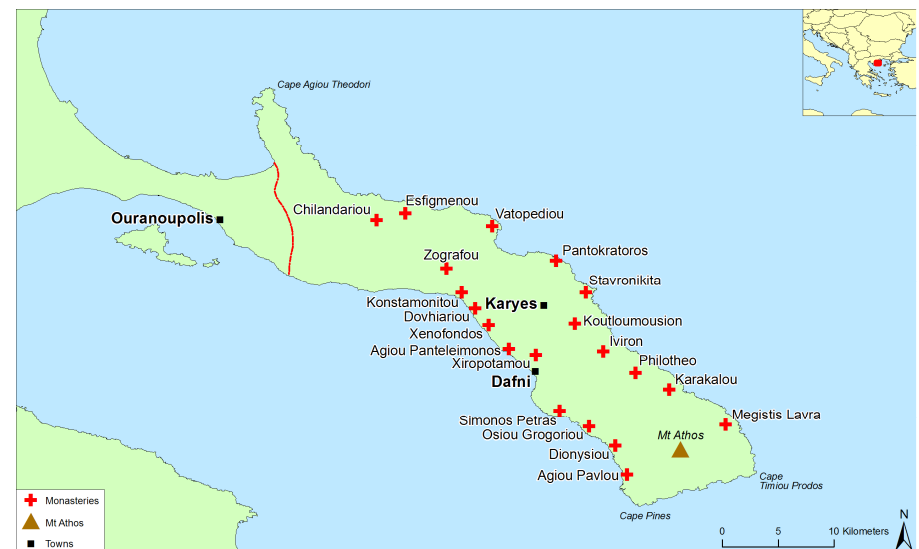 Cape Agiou Theodori
Ouranoupolis
Chilandariou
Esfigmenou
Vatopediou
Zografou
Pantokratoros
Stavronikita
Konstamonitou
Karyes
Dovhiariou
Koutloumousion
Xenofondos
Iviron
Agiou Panteleimonos
Philotheo
Xiropotamou
Dafni
Karakalou
Simonos Petras
Megistis Lavra
Osiou Grogoriou
Mt Athos
Dionysiou
Agiou Pavlou
Cape
Timiou Prodos
Cape Pines
Monasteries
Mt Athos
Towns
0 5 10 Kilometers
N